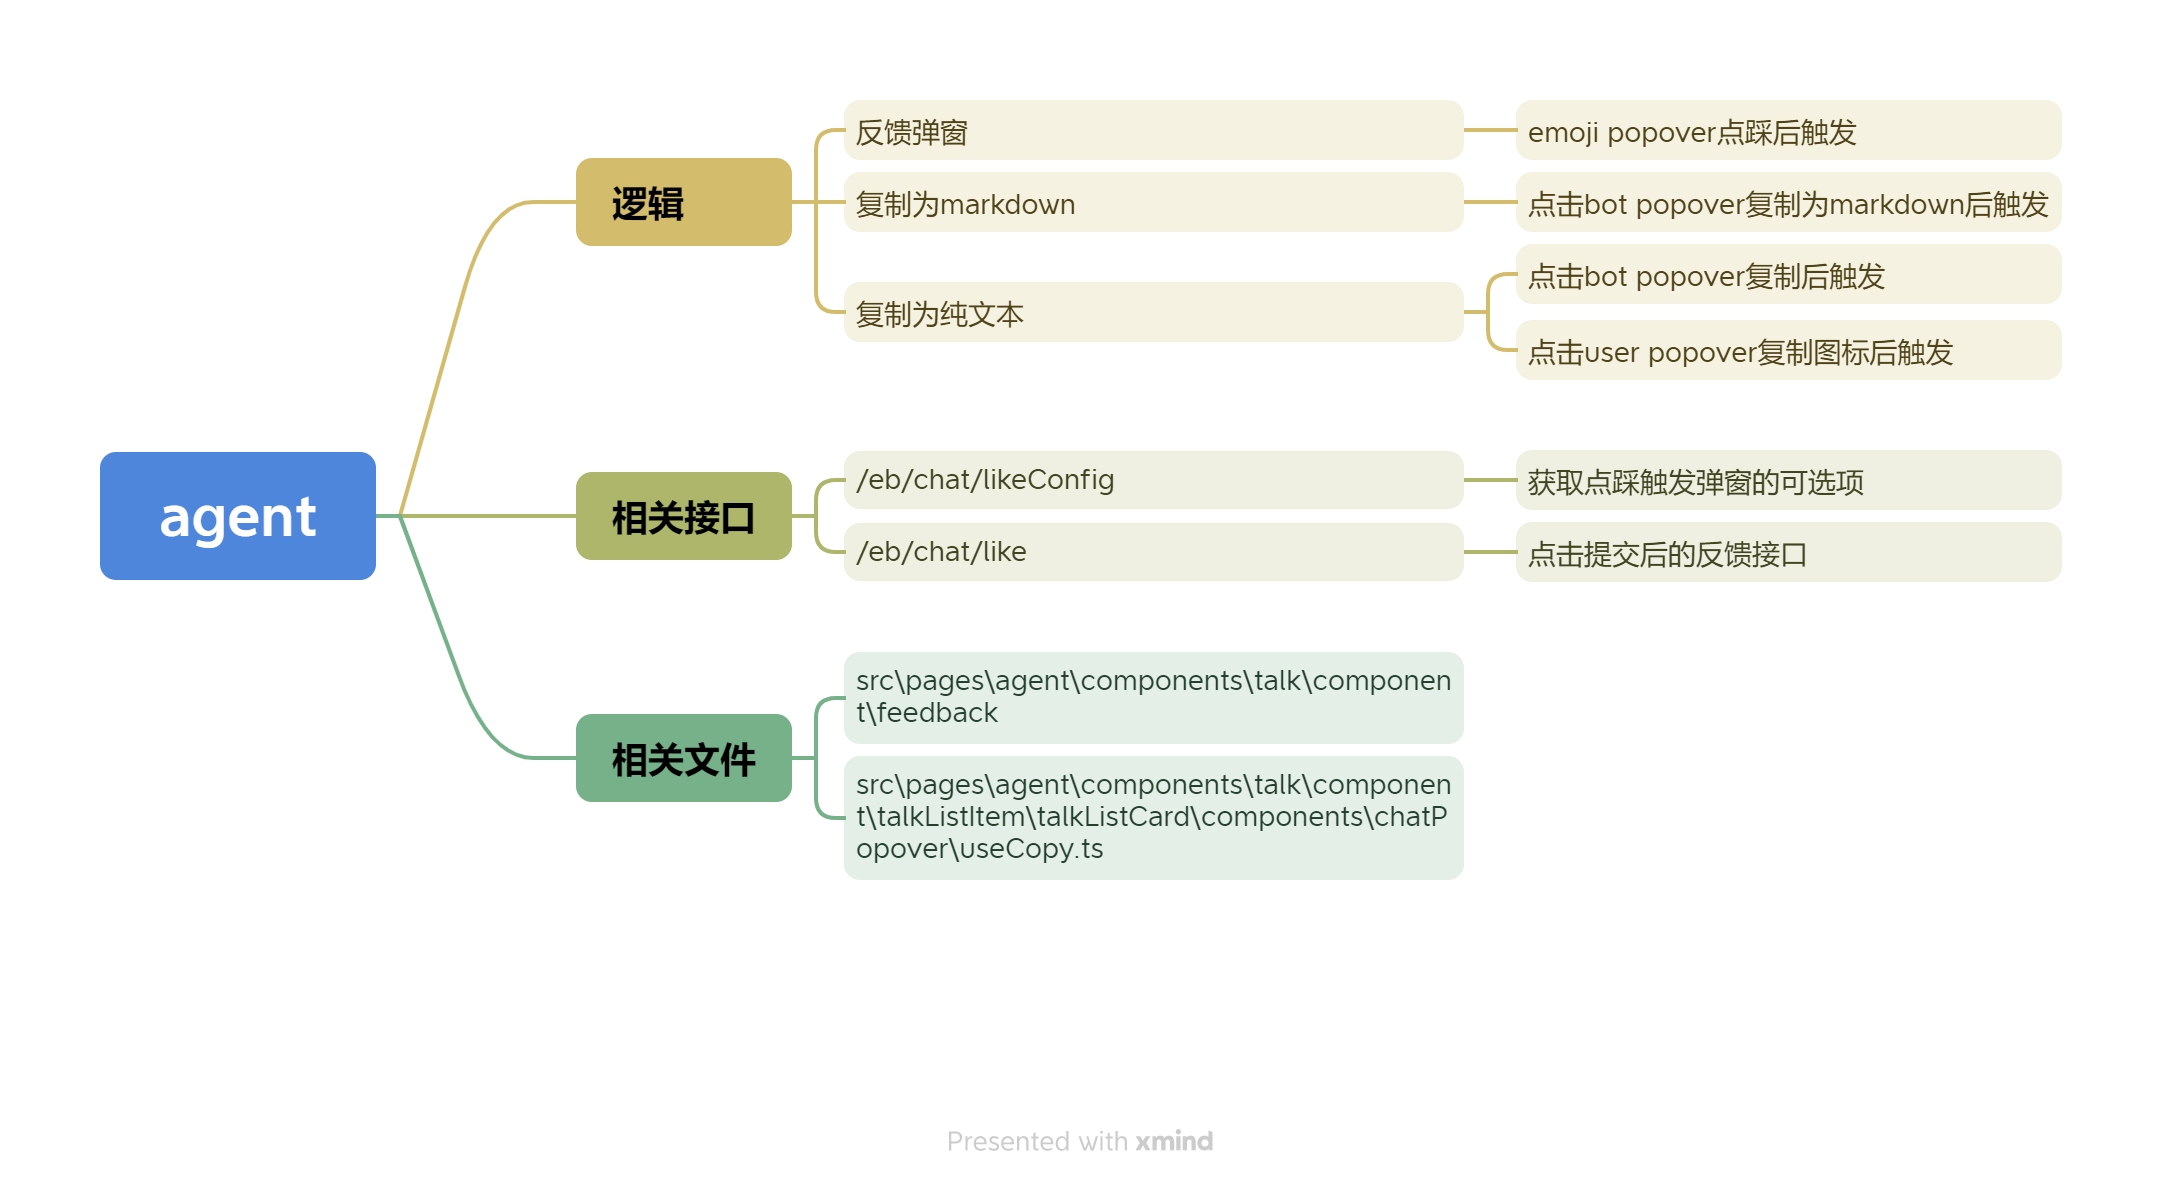 agent
逻辑
反馈弹窗
emoji popover点踩后触发
复制为markdown
点击bot popover复制为markdown后触发
复制为纯文本
点击bot popover复制后触发
点击user popover复制图标后触发
相关接口
/eb/chat/likeConfig
获取点踩触发弹窗的可选项
/eb/chat/like
点击提交后的反馈接口
相关文件
src\pages\agent\components\talk\componen
t\feedback
src\pages\agent\components\talk\componen
t\talkListItem\talkListCard\components\chatP
opover\useCopy.ts
Presented with xmind